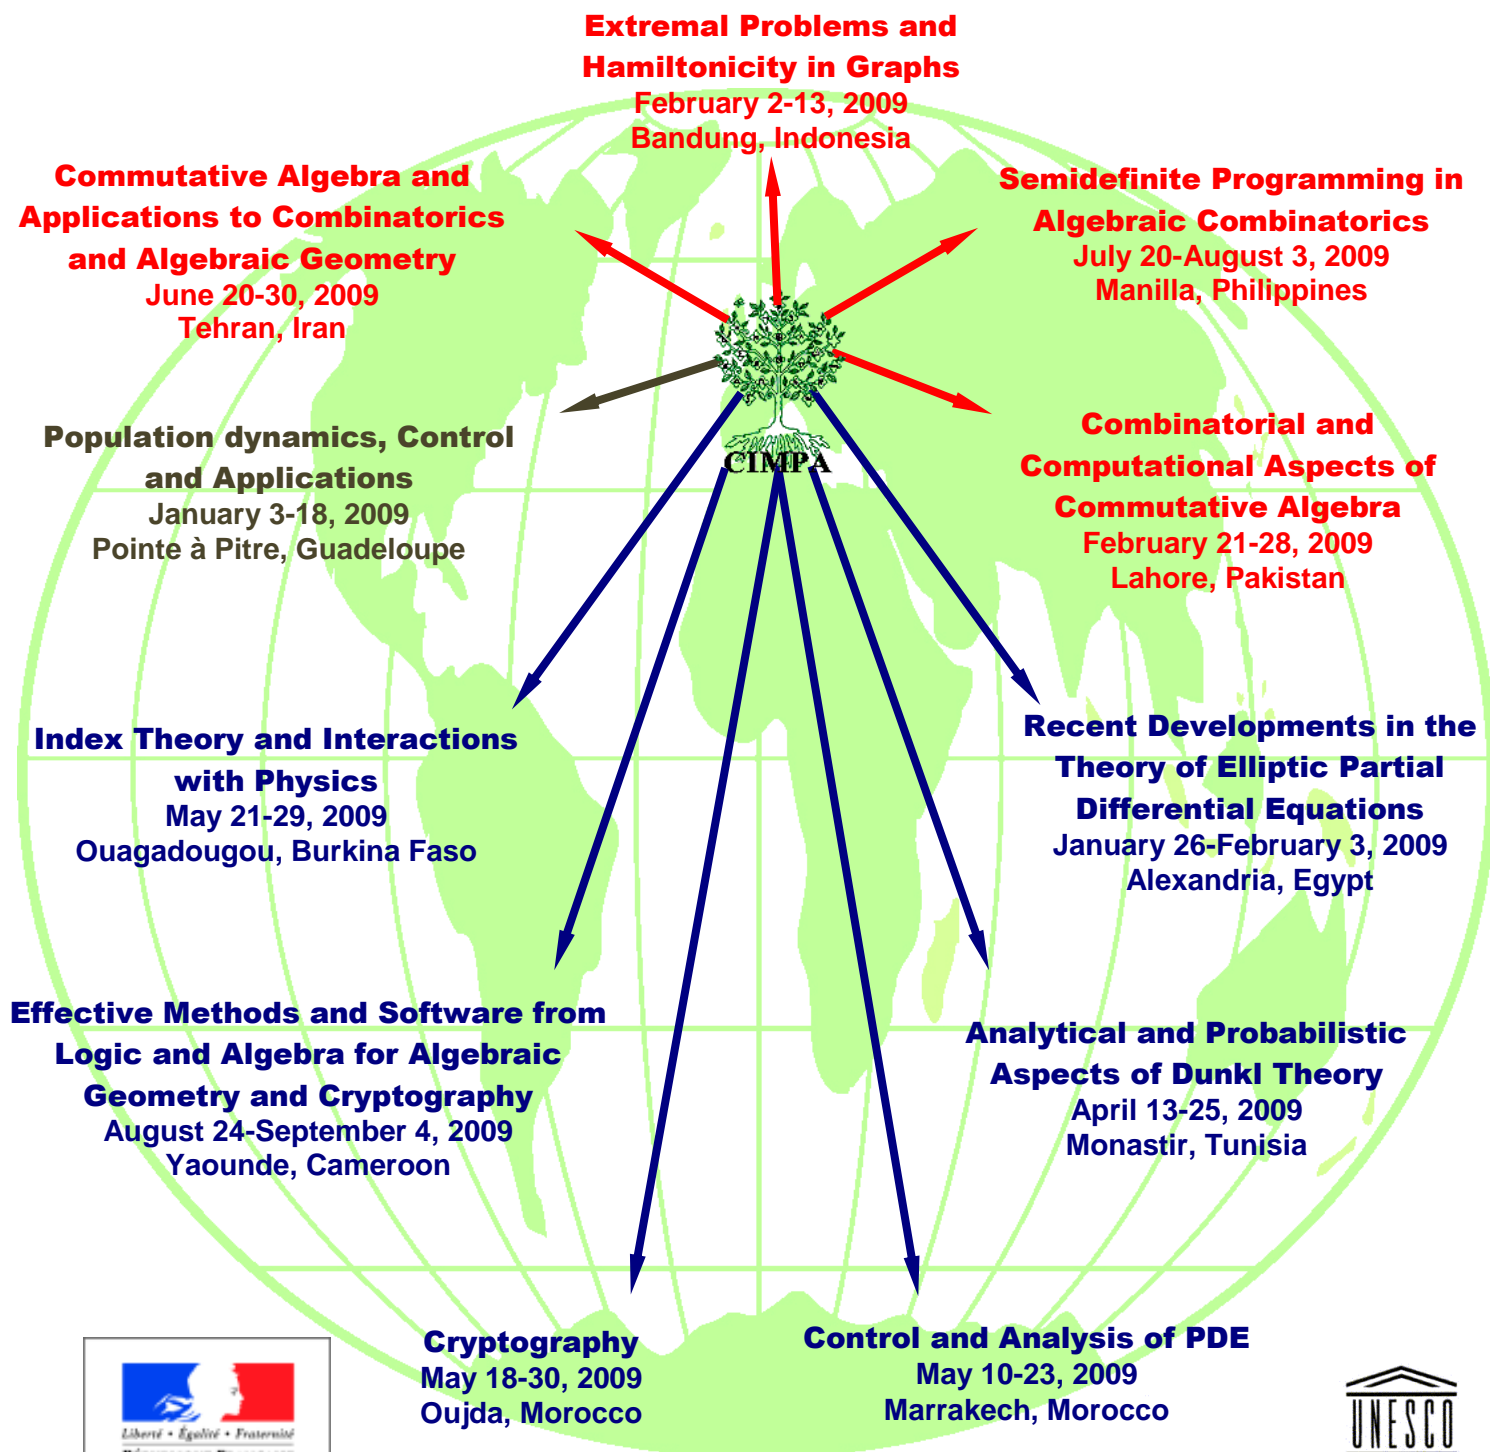 Extremal Problems and
Hamiltonicity in Graphs
February 2-13, 2009
Bandung, Indonesia
Commutative Algebra and
Applications to Combinatorics
and Algebraic Geometry
June 20-30, 2009
Tehran, Iran
Semidefinite Programming in
Algebraic Combinatorics
July 20-August 3, 2009
Manilla, Philippines
CIMPA
Population dynamics, Control
and Applications
January 3-18, 2009
Pointe à Pitre, Guadeloupe
Combinatorial and
Computational Aspects of
Commutative Algebra
February 21-28, 2009
Lahore, Pakistan
Index Theory and Interactions
with Physics
May 21-29, 2009
Ouagadougou, Burkina Faso
Recent Developments in the
Theory of Elliptic Partial
Differential Equations
January 26-February 3, 2009
Alexandria, Egypt
Effective Methods and Software from
Logic and Algebra for Algebraic
Geometry and Cryptography
August 24-September 4, 2009
Yaounde, Cameroon
Analytical and Probabilistic
Aspects of Dunkl Theory
April 13-25, 2009
Monastir, Tunisia
Cryptography
May 18-30, 2009
Oujda, Morocco
Control and Analysis of PDE
May 10-23, 2009
Marrakech, Morocco
Liberté • Égalité • Fraternité
UNESCO